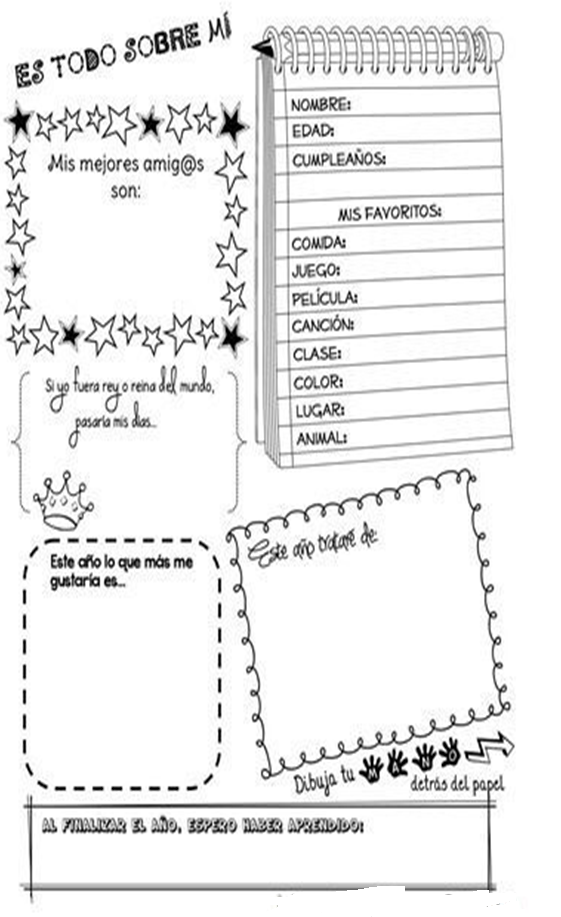 ES TODO SOBRE MÍ
Mis mejores amig@s
son:
NOMBRE:
EDAD:
CUMPLEAÑOS:
MIS FAVORITOS:
COMIDA:
JUEGO:
PELÍCULA:
CANCIÓN:
CLASE:
COLOR:
LUGAR:
ANIMAL:
Si yo fuera rey o reina del mundo,
pasaría mis días...
Este año lo que más me
gustaría es...
Este año trataré de:
Dibuja tu MANO
detrás del papel
AL FINALIZAR EL AÑO, ESPERO HABER APRENDIDO: